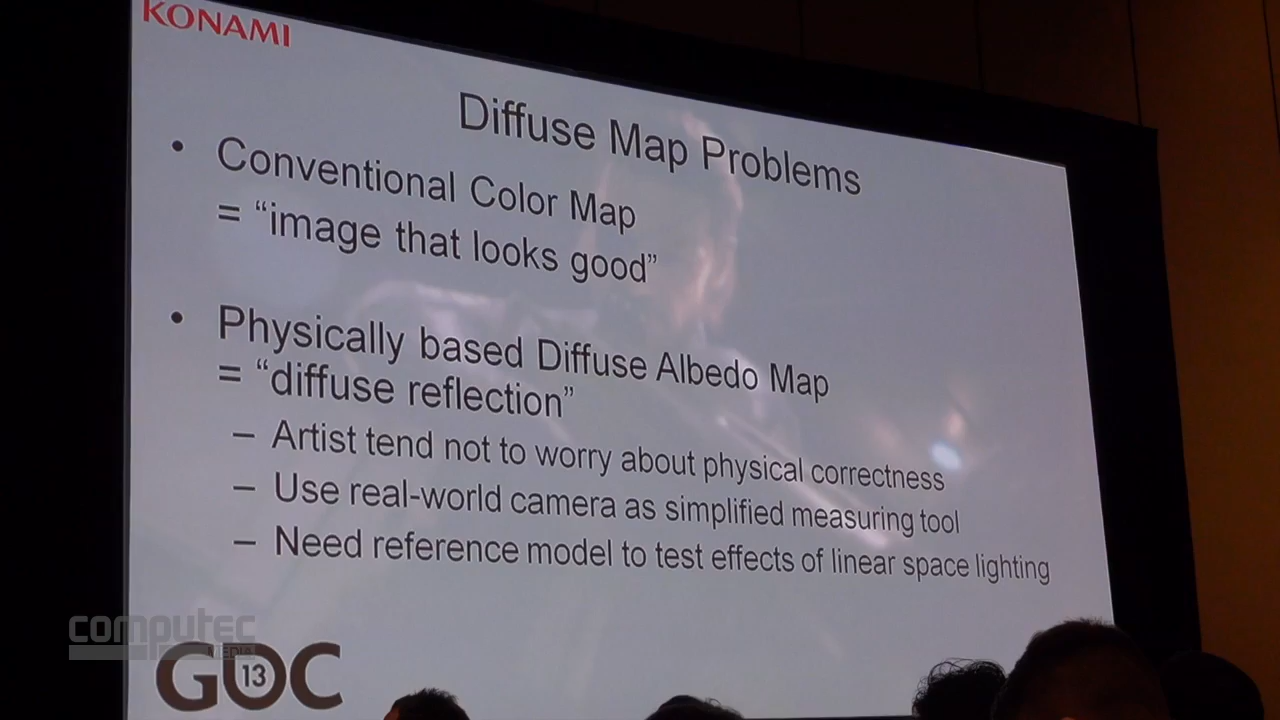 KONAMI
Diffuse Map Problems
• Conventional Color Map
= “image that looks good”
• Physically based Diffuse Albedo Map
= “diffuse reflection”
– Artist tend not to worry about physical correctness
– Use real-world camera as simplified measuring tool
– Need reference model to test effects of linear space lighting
computec
MEDIA
GDC
13